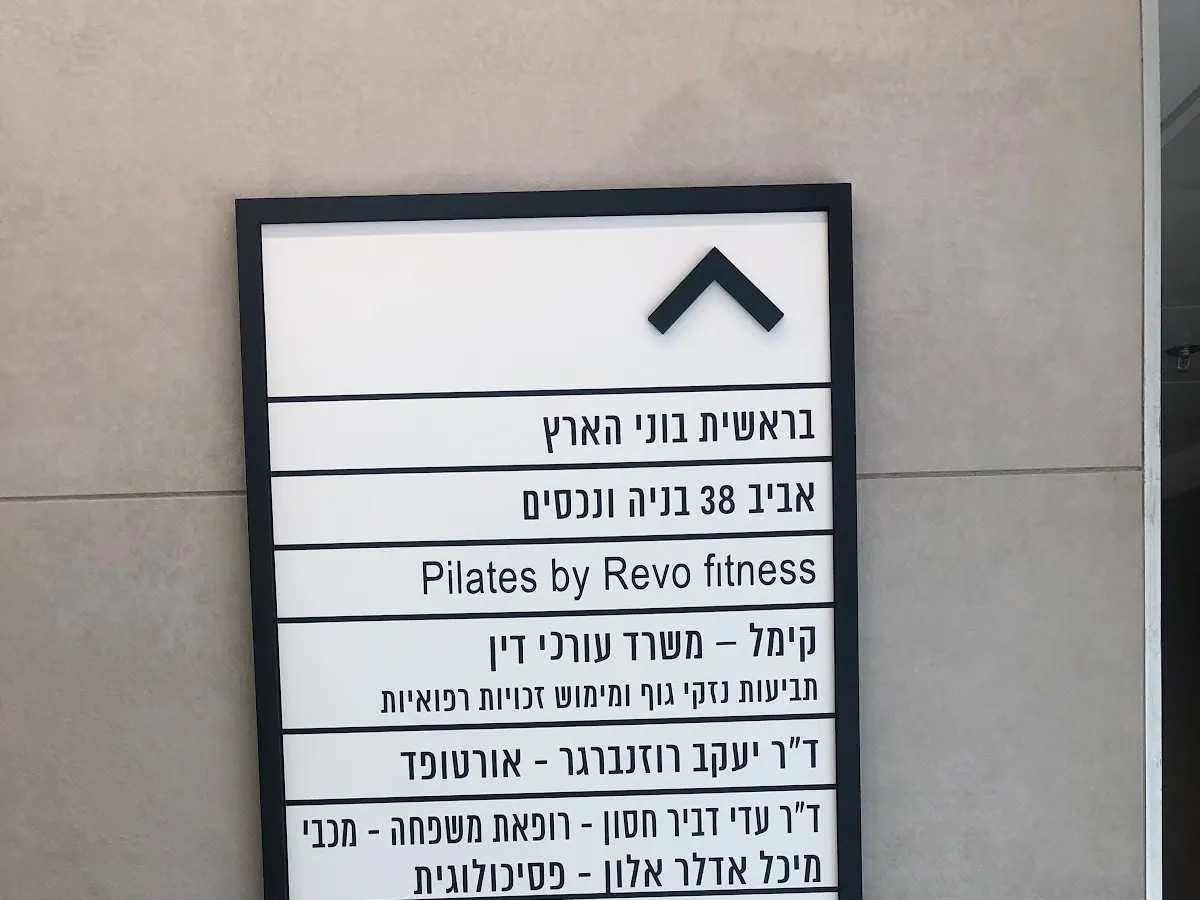 בראשית בוני הארץ
אביב 38 בניה ונכסים
Pilates by Revo fitness
קימל – משרד עורכי דין
תביעות נזקי גוף ומימוש זכויות רפואיות
ד"ר יעקב רוזנברגר - אורטופד
ד"ר עדי דביר חסון - רופאת משפחה - מכבי
מיכל אדלר אלון - פסיכולוגית